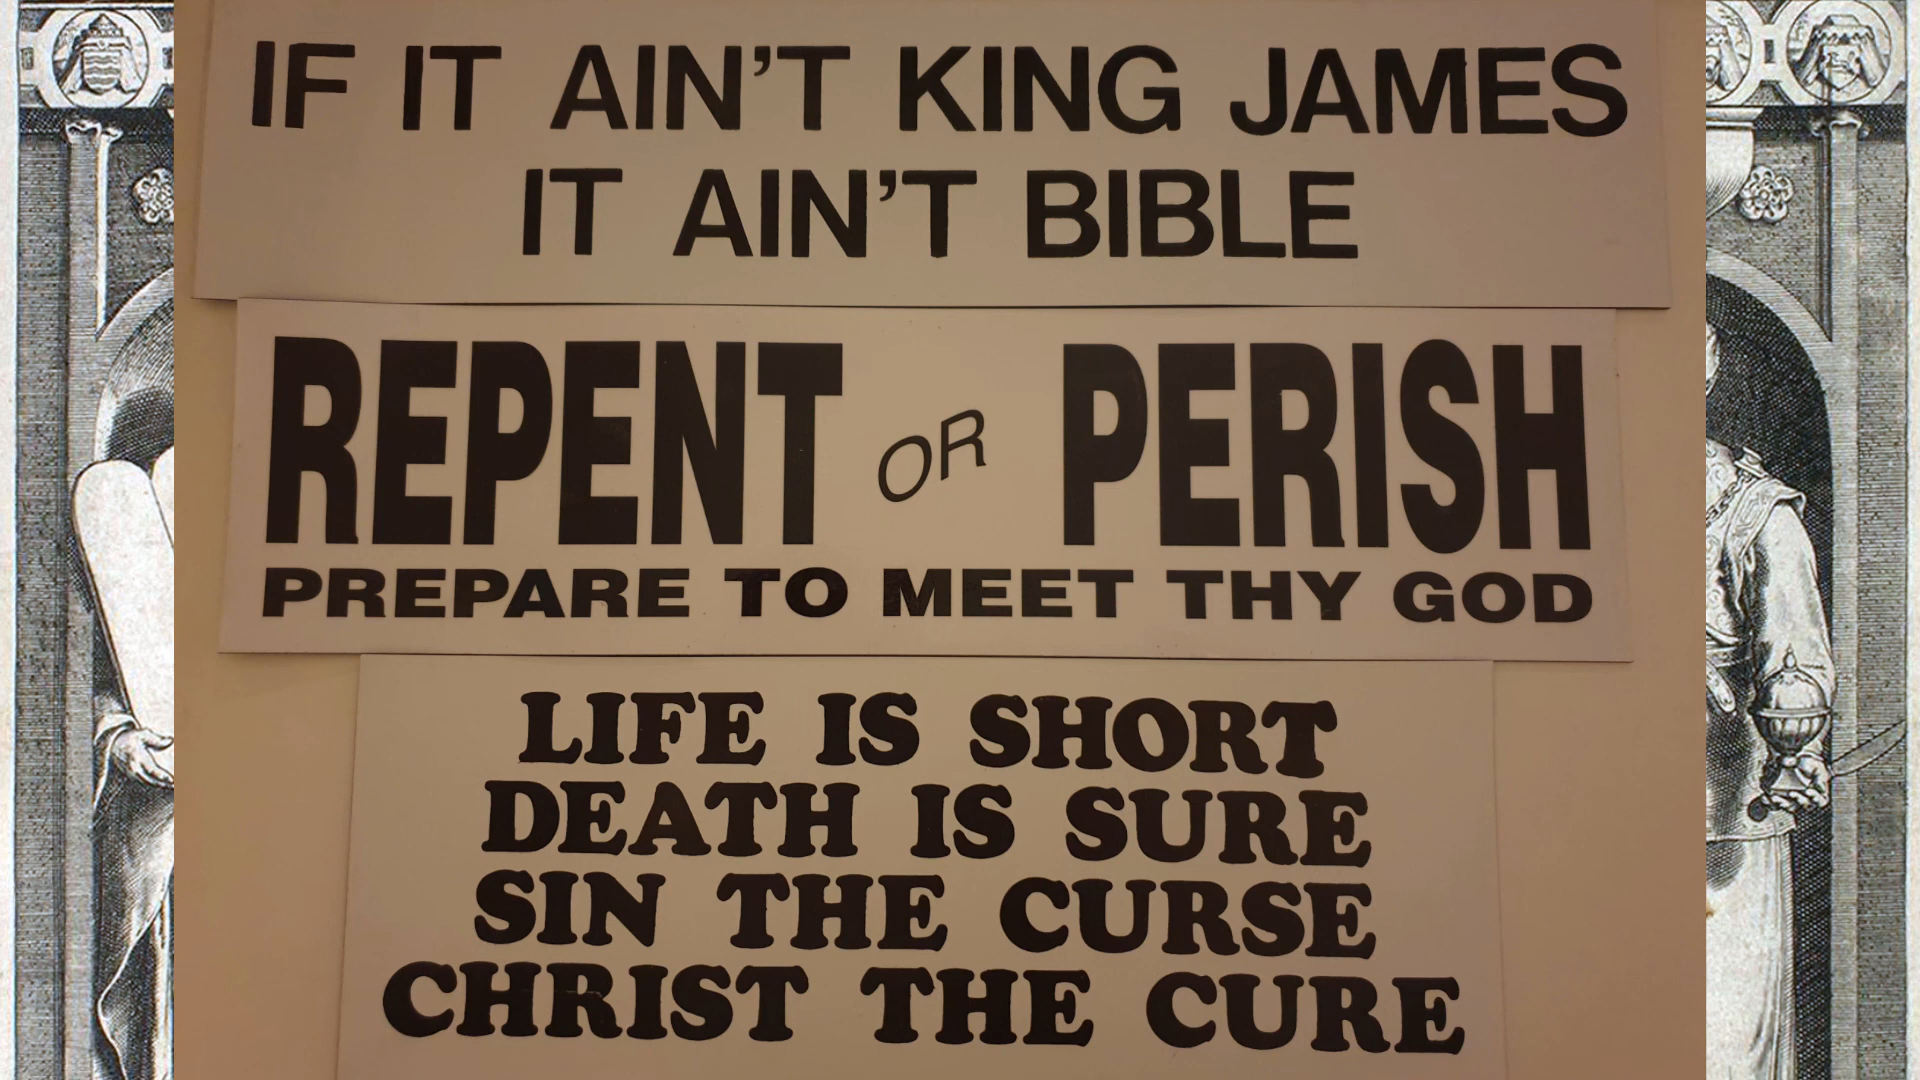 IF IT AIN'T KING JAMES
IT AIN'T BIBLE
REPENT OR PERISH
PREPARE TO MEET THY GOD
LIFE IS SHORT
DEATH IS SURE
SIN THE CURSE
CHRIST THE CURE